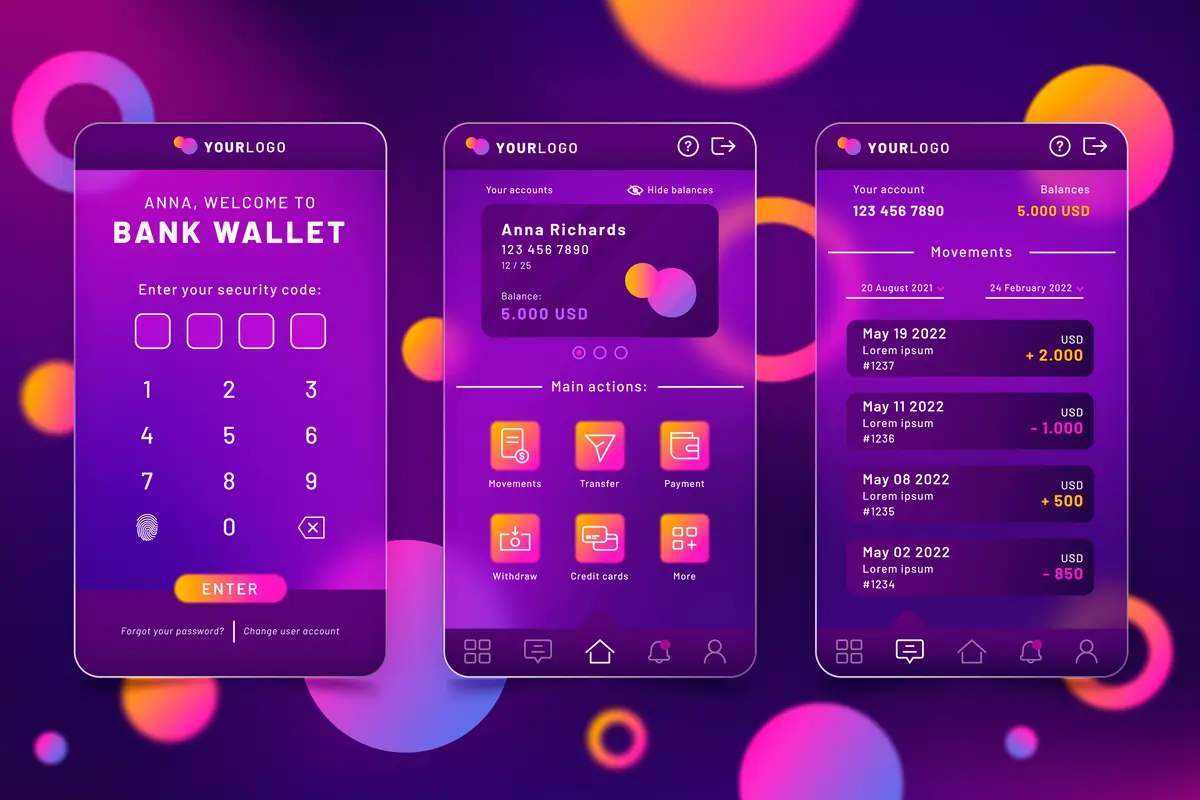 YOURLOGO
ANNA, WELCOME TO
BANK WALLET
Enter your security code:
1 2 3
4 5 6
7 8 9
0
ENTER
Forgot your password? Change user account
YOURLOGO
?
Your accounts Hide balances
Anna Richards
123 456 7890
12 / 25
Balance:
5.000 USD
Main actions:
$
Movements Transfer Payment
Withdraw Credit cards More
YOURLOGO
?
Your account Balances
123 456 7890 5.000 USD
Movements
20 August 2021 24 February 2022
May 19 2022
Lorem ipsum
#1237
USD
+ 2.000
May 11 2022
Lorem ipsum
#1236
USD
- 1.000
May 08 2022
Lorem ipsum
#1235
USD
+ 500
May 02 2022
Lorem ipsum
#1234
USD
- 850